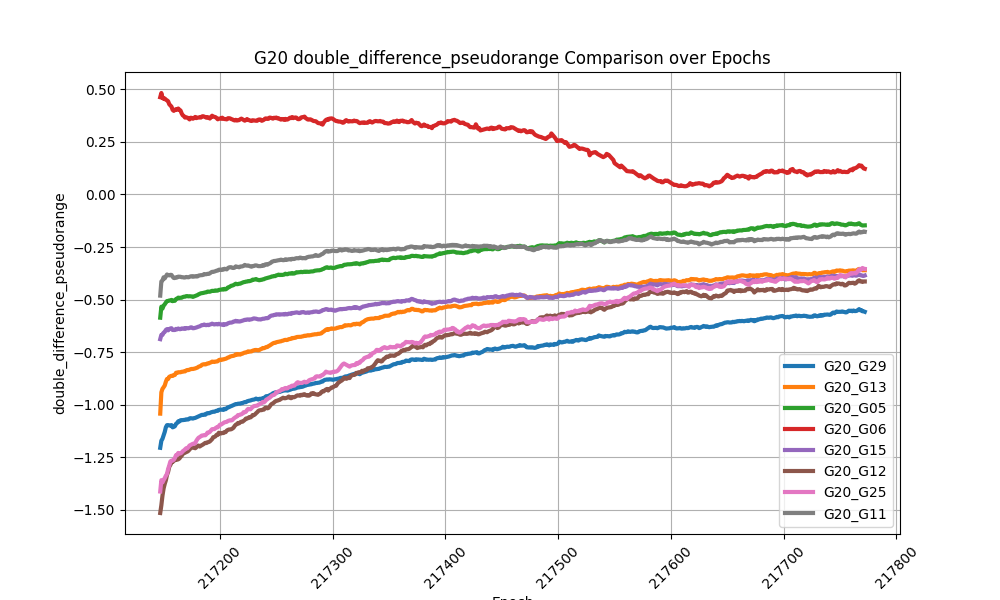 G20 double_difference_pseudorange Comparison over Epochs
double_difference_pseudorange
0.50
0.25
0.00
−0.25
−0.50
−0.75
−1.00
−1.25
−1.50
G20_G29
G20_G13
G20_G05
G20_G06
G20_G15
G20_G12
G20_G25
G20_G11
217200
217300
217400
217500
217600
217700
217800
Epoch